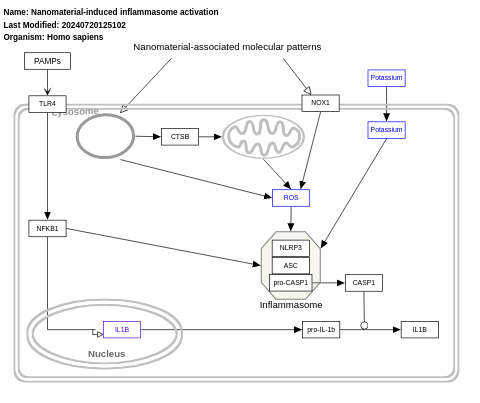 Name: Nanomaterial-induced inflammasome activation
Last Modified: 20240720125102
Organism: Homo sapiens
Nanomaterial-associated molecular patterns
PAMPs
Potassium
TLR4
NOX1
Lysosome
Potassium
CTSB
ROS
NFKB1
NLRP3
ASC
pro-CASP1
CASP1
Inflammasome
IL1B
pro-IL-1b
IL1B
Nucleus